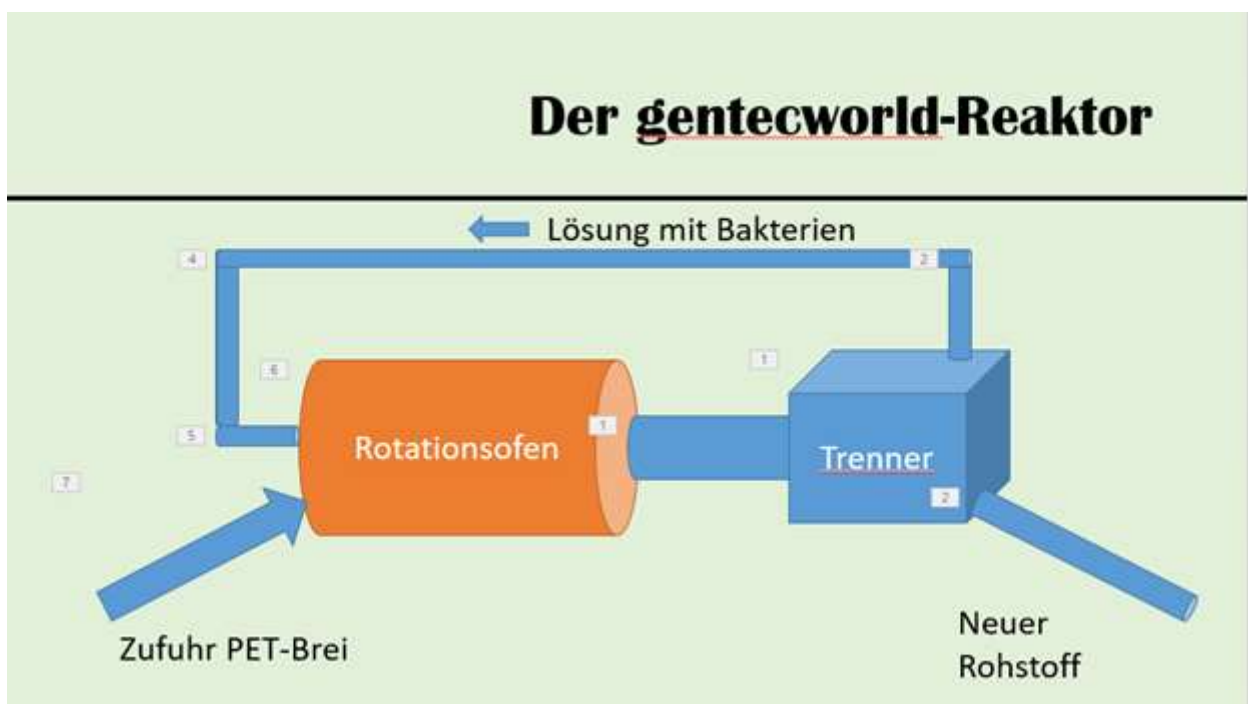 Der gentecworld-Reaktor
Lösung mit Bakterien
4
2
6
1
1
5
Rotationsofen
Trenner
7
2
Zufuhr PET-Brei
Neuer
Rohstoff